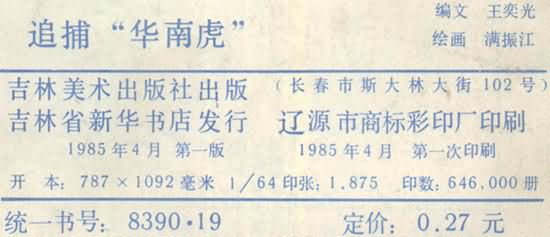 追捕“华南虎”
编文 王奕光
绘画 满振江
吉林美术出版社出版 (长春市斯大林大街102号)
吉林省新华书店发行 辽源市商标彩印厂印刷
1985年4月 第一版 1985年4月 第一次印刷
开本:787×1092毫米 1/64印张:1.875 印数:646,000册
统一书号:8390·19 定价:0.27元